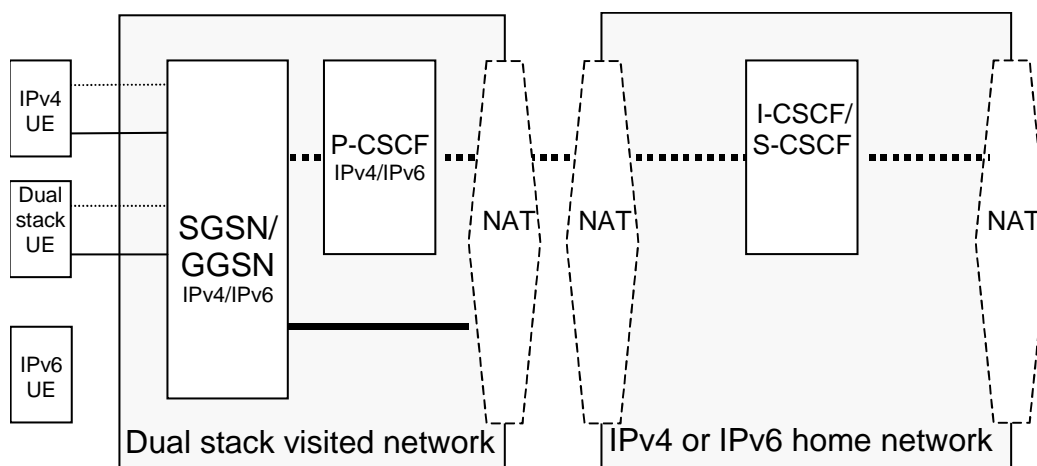 IPv4
UE
Dual
stack
UE
IPv6
UE
SGSN/
GGSN
IPv4/IPv6
P-CSCF
IPv4/IPv6
NAT
NAT
I-CSCF/
S-CSCF
NAT
Dual stack visited network
IPv4 or IPv6 home network